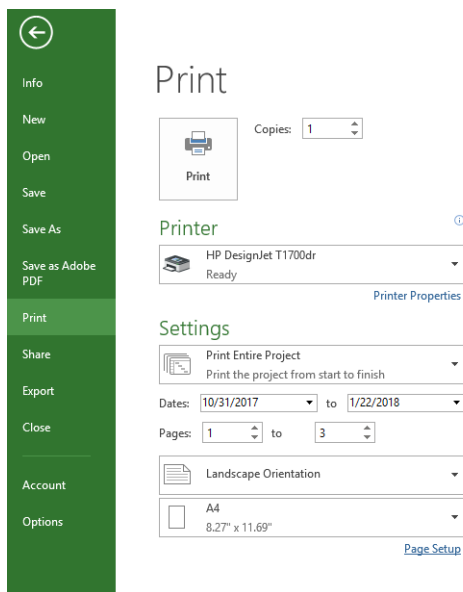 Info
New
Open
Save
Save As
Save as Adobe
PDF
Print
Share
Export
Close
Account
Options
Print
Copies: 1
Print
Printer
HP DesignJet T1700dr
Ready
Printer Properties
Settings
Print Entire Project
Print the project from start to finish
Dates: 10/31/2017 to 1/22/2018
Pages: 1 to 3
Landscape Orientation
A4
8.27" x 11.69"
Page Setup